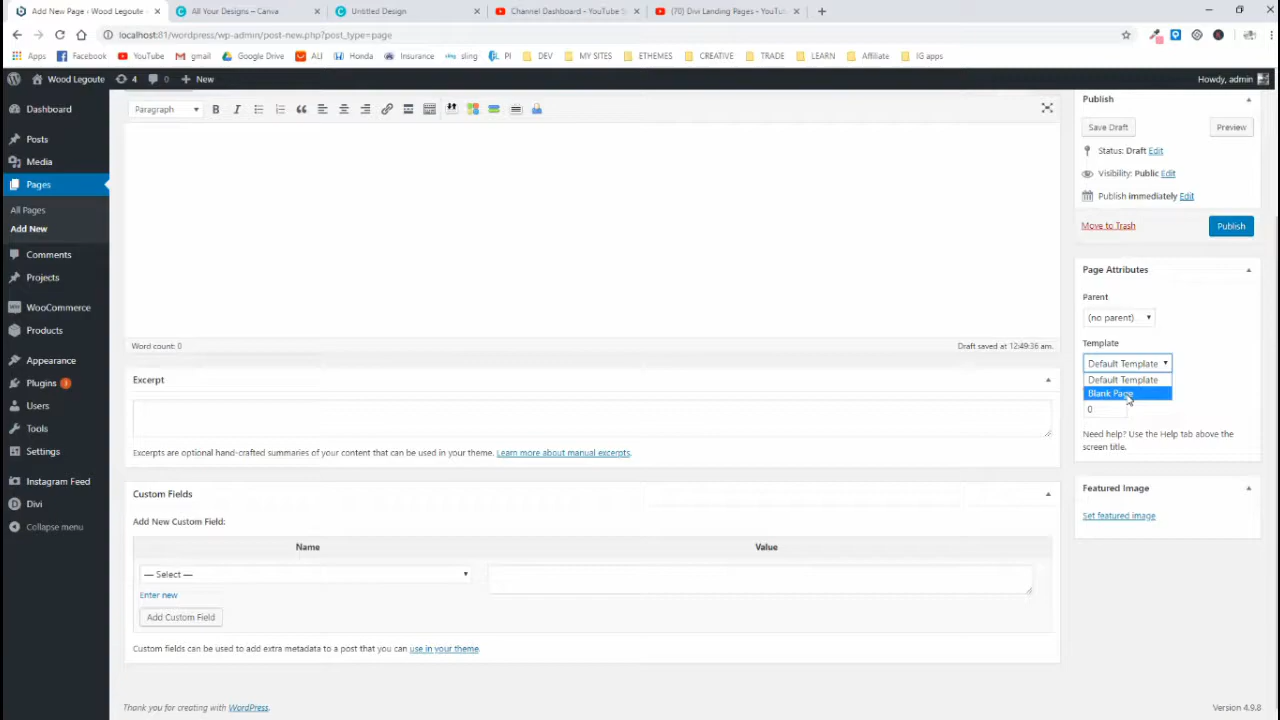 Add New Page ‹ Wood Legoute ‹
All Your Designs – Canva
Untitled Design
Channel Dashboard - YouTube
(70) Divi Landing Pages - YouTu
localhost:81/wordpress/wp-admin/post-new.php?post_type=page
Apps
Facebook
YouTube
gmail
Google Drive
ALI
Honda
Insurance
sling
PI
DEV
MY SITES
ETHEMES
CREATIVE
TRADE
LEARN
Affiliate
IG apps
Wood Legoute
4
0
New
Howdy, admin
Dashboard
Posts
Media
Pages
All Pages
Add New
Comments
Projects
WooCommerce
Products
Appearance
Plugins
Users
Tools
Settings
Instagram Feed
Divi
Collapse menu
Paragraph
Word count: 0
Draft saved at 12:49:36 am.
Excerpt
Excerpts are optional hand-crafted summaries of your content that can be used in your theme. Learn more about manual excerpts.
Custom Fields
Add New Custom Field:
Name
Value
— Select —
Enter new
Add Custom Field
Custom fields can be used to add extra metadata to a post that you can use in your theme.
Thank you for creating with WordPress.
Version 4.9.8
Publish
Save Draft
Preview
Status: Draft Edit
Visibility: Public Edit
Publish immediately Edit
Move to Trash
Publish
Page Attributes
Parent
(no parent)
Template
Default Template
Default Template
Blank Page
0
Need help? Use the Help tab above the
screen title.
Featured Image
Set featured image